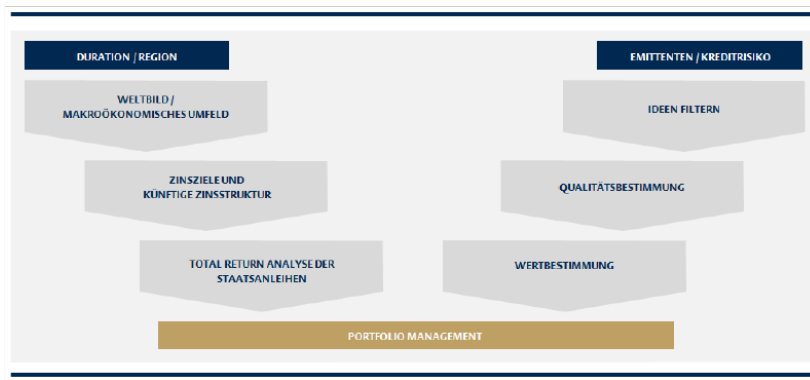 DURATION / REGION
WELTBILD /
MAKROÖKONOMISCHES UMFELD
ZINSZIELE UND
KÜNFTIGE ZINSSTRUKTUR
TOTAL RETURN ANALYSE DER
STAATSANLEIHEN
EMITTENTEN / KREDITRISIKO
IDEEN FILTERN
QUALITÄTSBESTIMMUNG
WERTBESTIMMUNG
PORTFOLIO MANAGEMENT